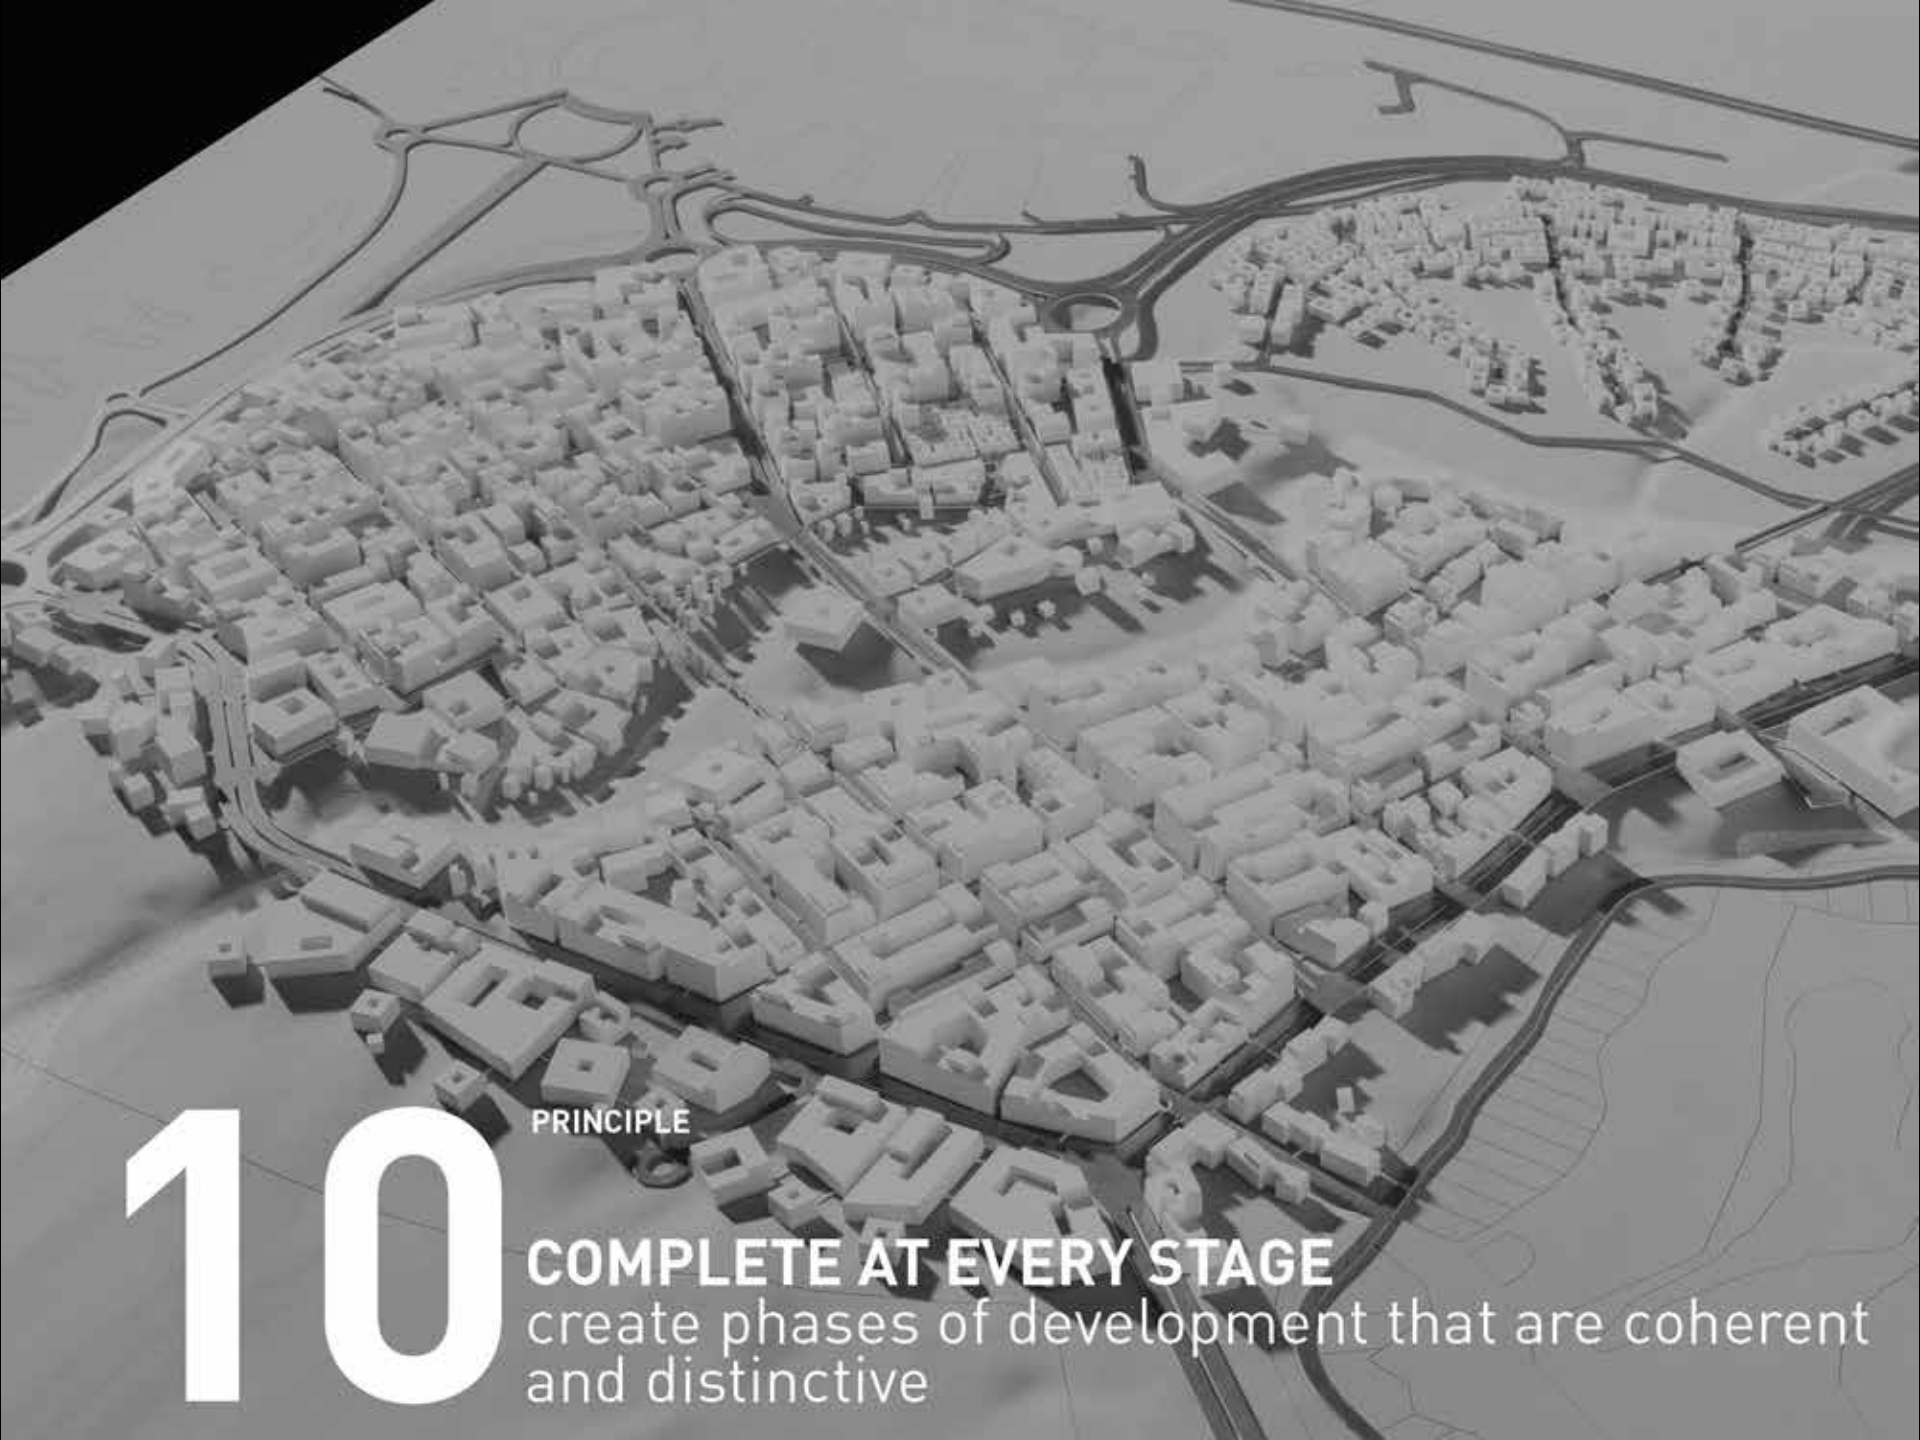 10
PRINCIPLE
COMPLETE AT EVERY STAGE
create phases of development that are coherent
and distinctive